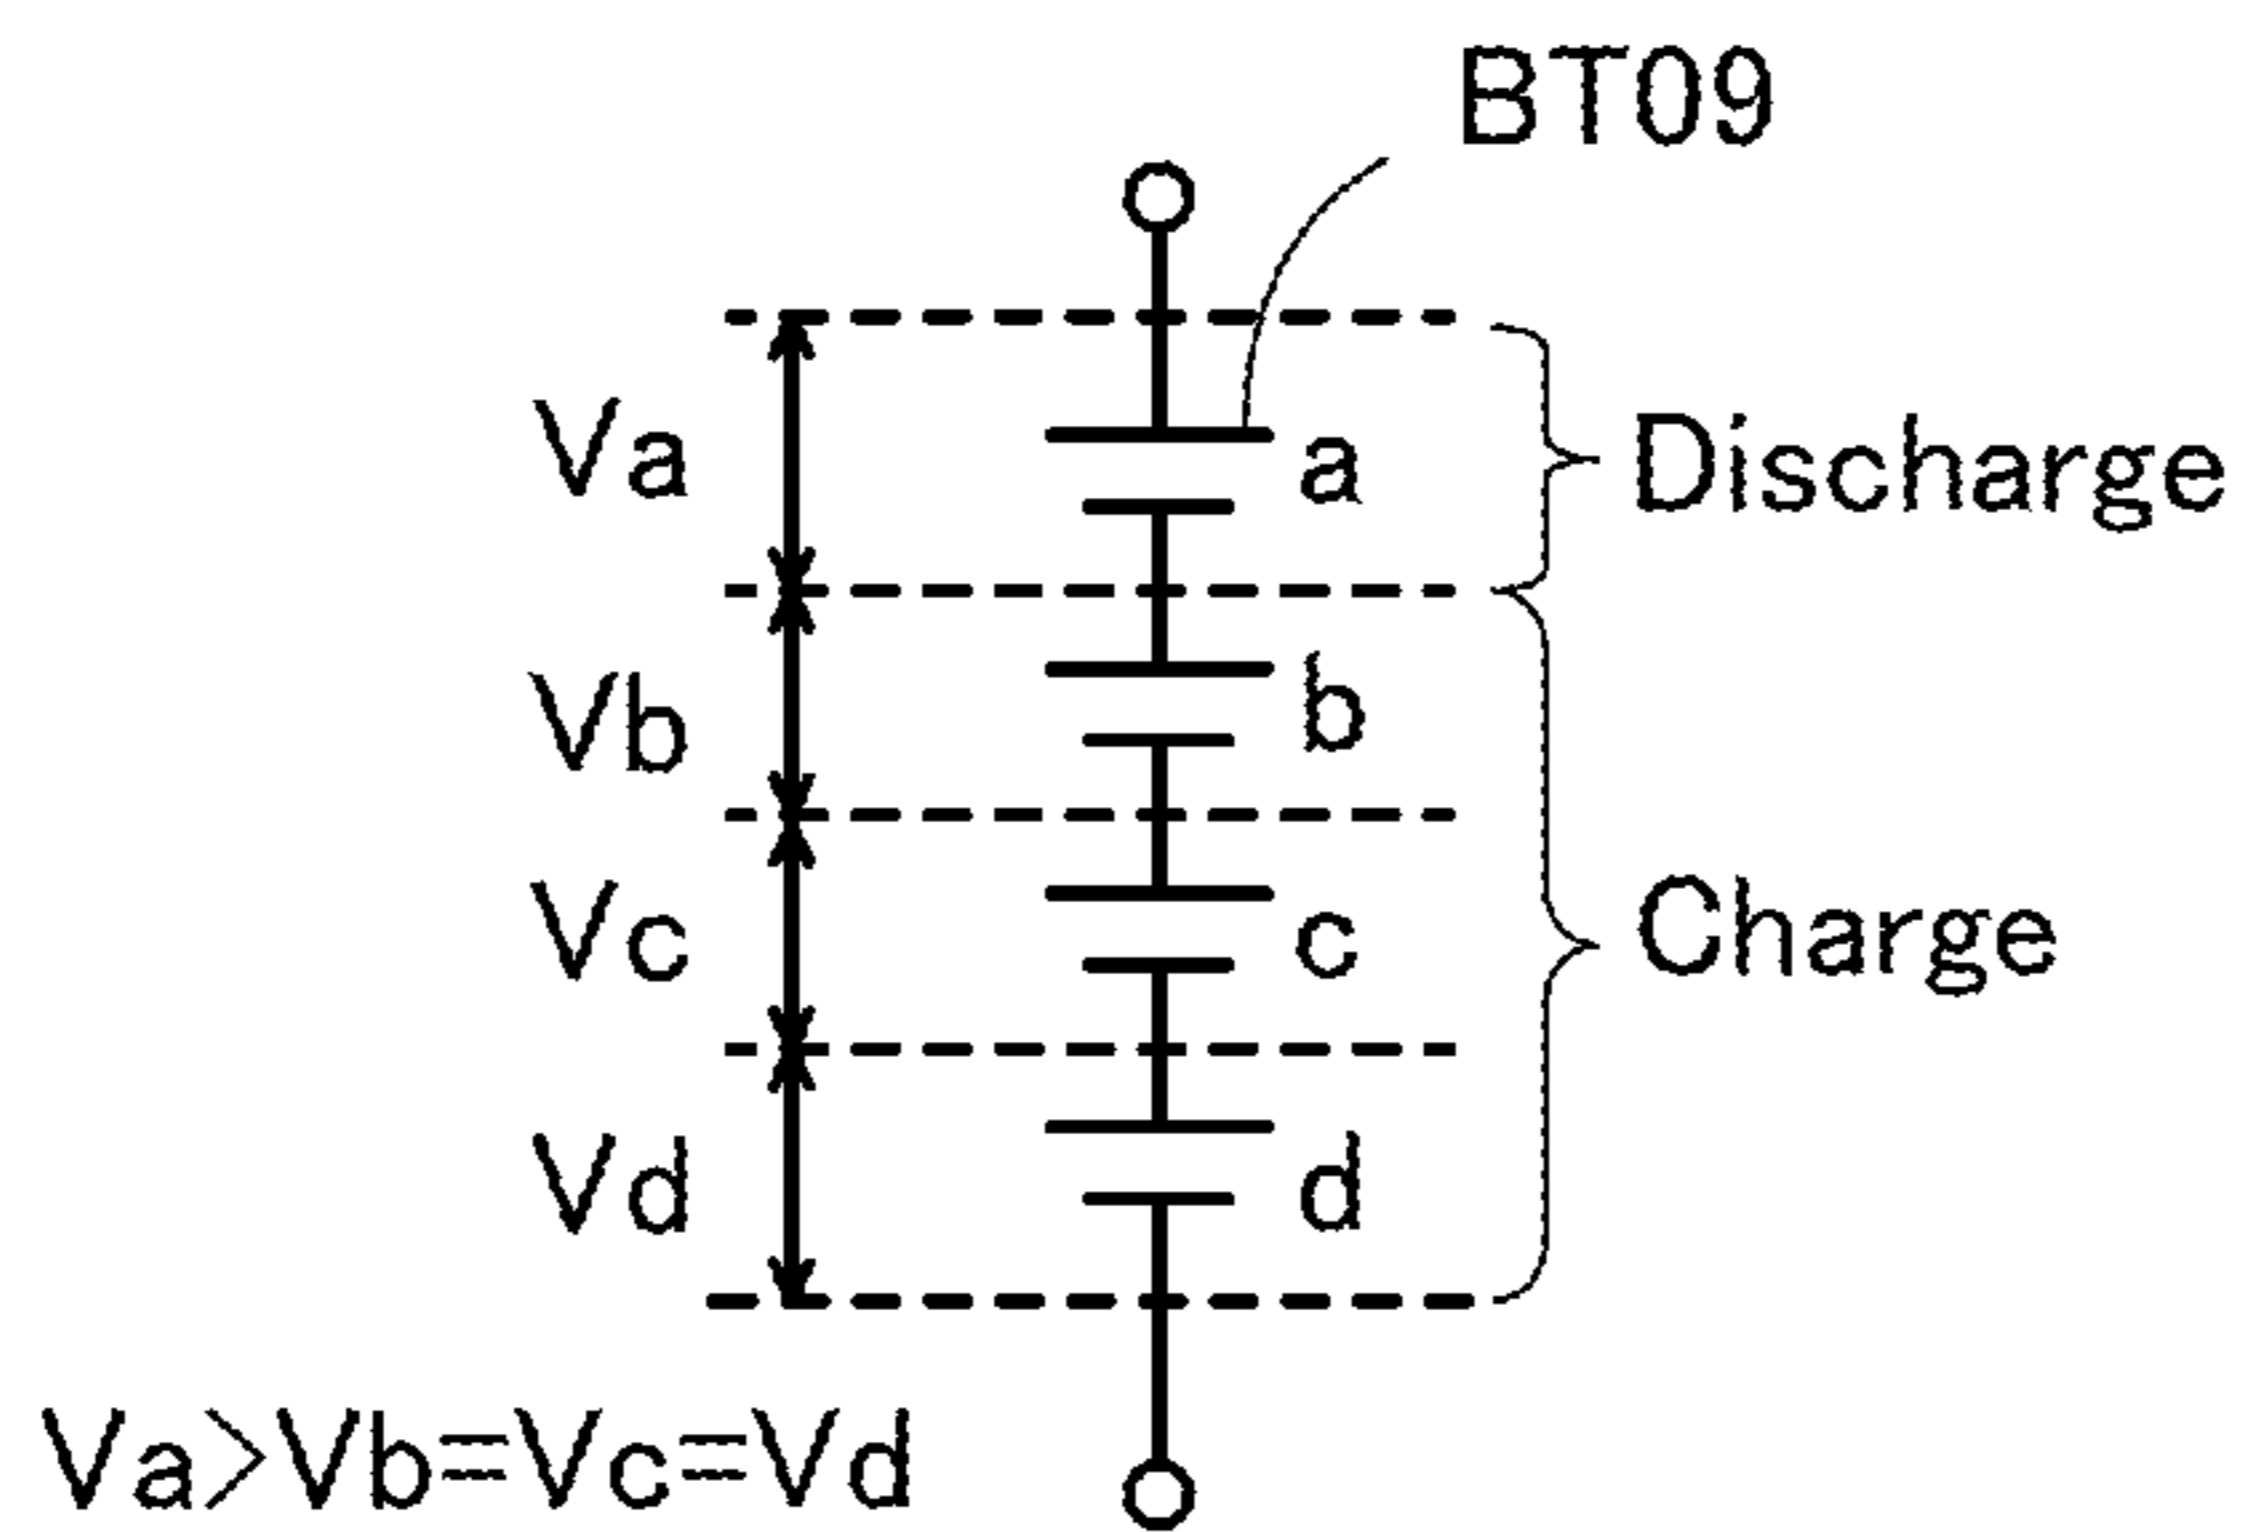 BT09
Va
a
Discharge
Vb
b
Vc
c
Charge
Vd
d
Va>Vb=Vc=Vd